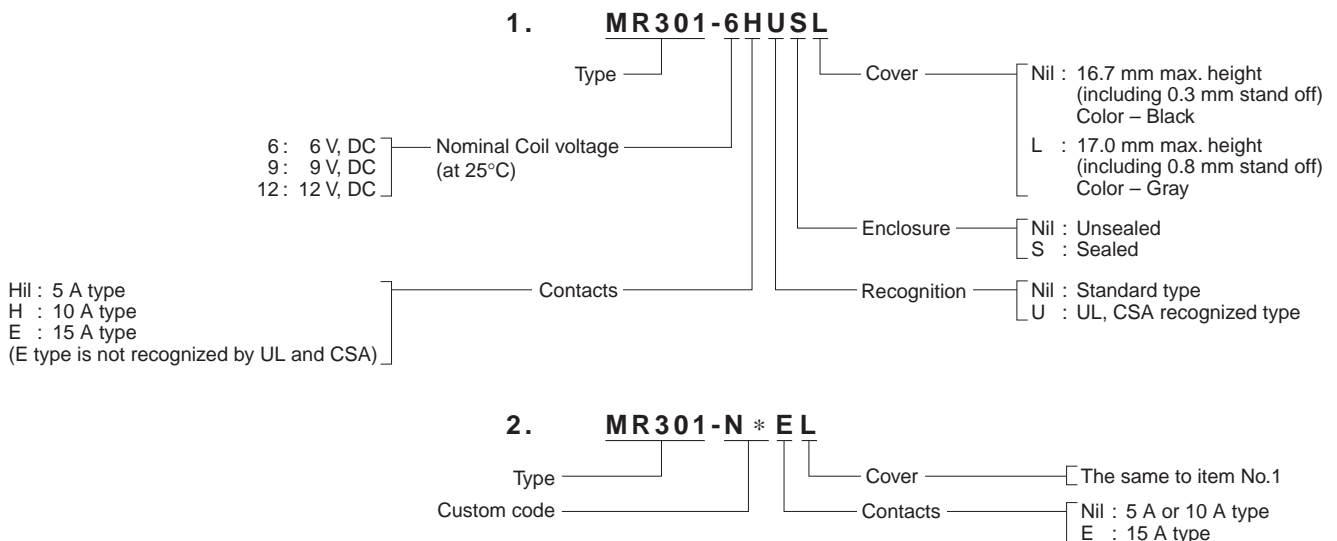 1. MR301-6HUSL
Type
Cover
Nil : 16.7 mm max. height
(including 0.3 mm stand off)
Color – Black
L : 17.0 mm max. height
(including 0.8 mm stand off)
Color – Gray
6 : 6 V, DC
9 : 9 V, DC
12 : 12 V, DC
Nominal Coil voltage
(at 25°C)
Enclosure
Nil : Unsealed
S : Sealed
Hil : 5 A type
H : 10 A type
E : 15 A type
(E type is not recognized by UL and CSA)
Contacts
Recognition
Nil : Standard type
U : UL, CSA recognized type
2. MR301-N * EL
Type
Cover
The same to item No.1
Custom code
Contacts
Nil : 5 A or 10 A type
E : 15 A type